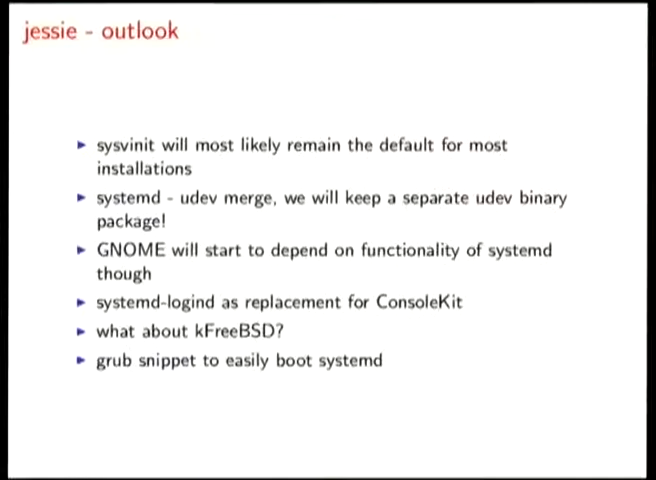 jessie - outlook
sysvinit will most likely remain the default for most
installations
systemd - udev merge, we will keep a separate udev binary
package!
GNOME will start to depend on functionality of systemd
though
systemd-logind as replacement for ConsoleKit
what about kFreeBSD?
grub snippet to easily boot systemd